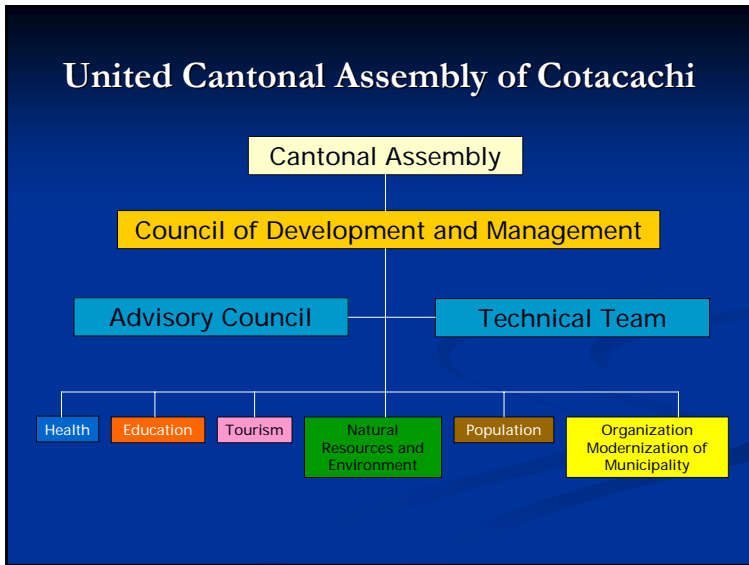 United Cantonal Assembly of Cotacachi
Cantonal Assembly
Council of Development and Management
Advisory Council
Technical Team
Health
Education
Tourism
Natural
Resources and
Environment
Population
Organization
Modernization of
Municipality